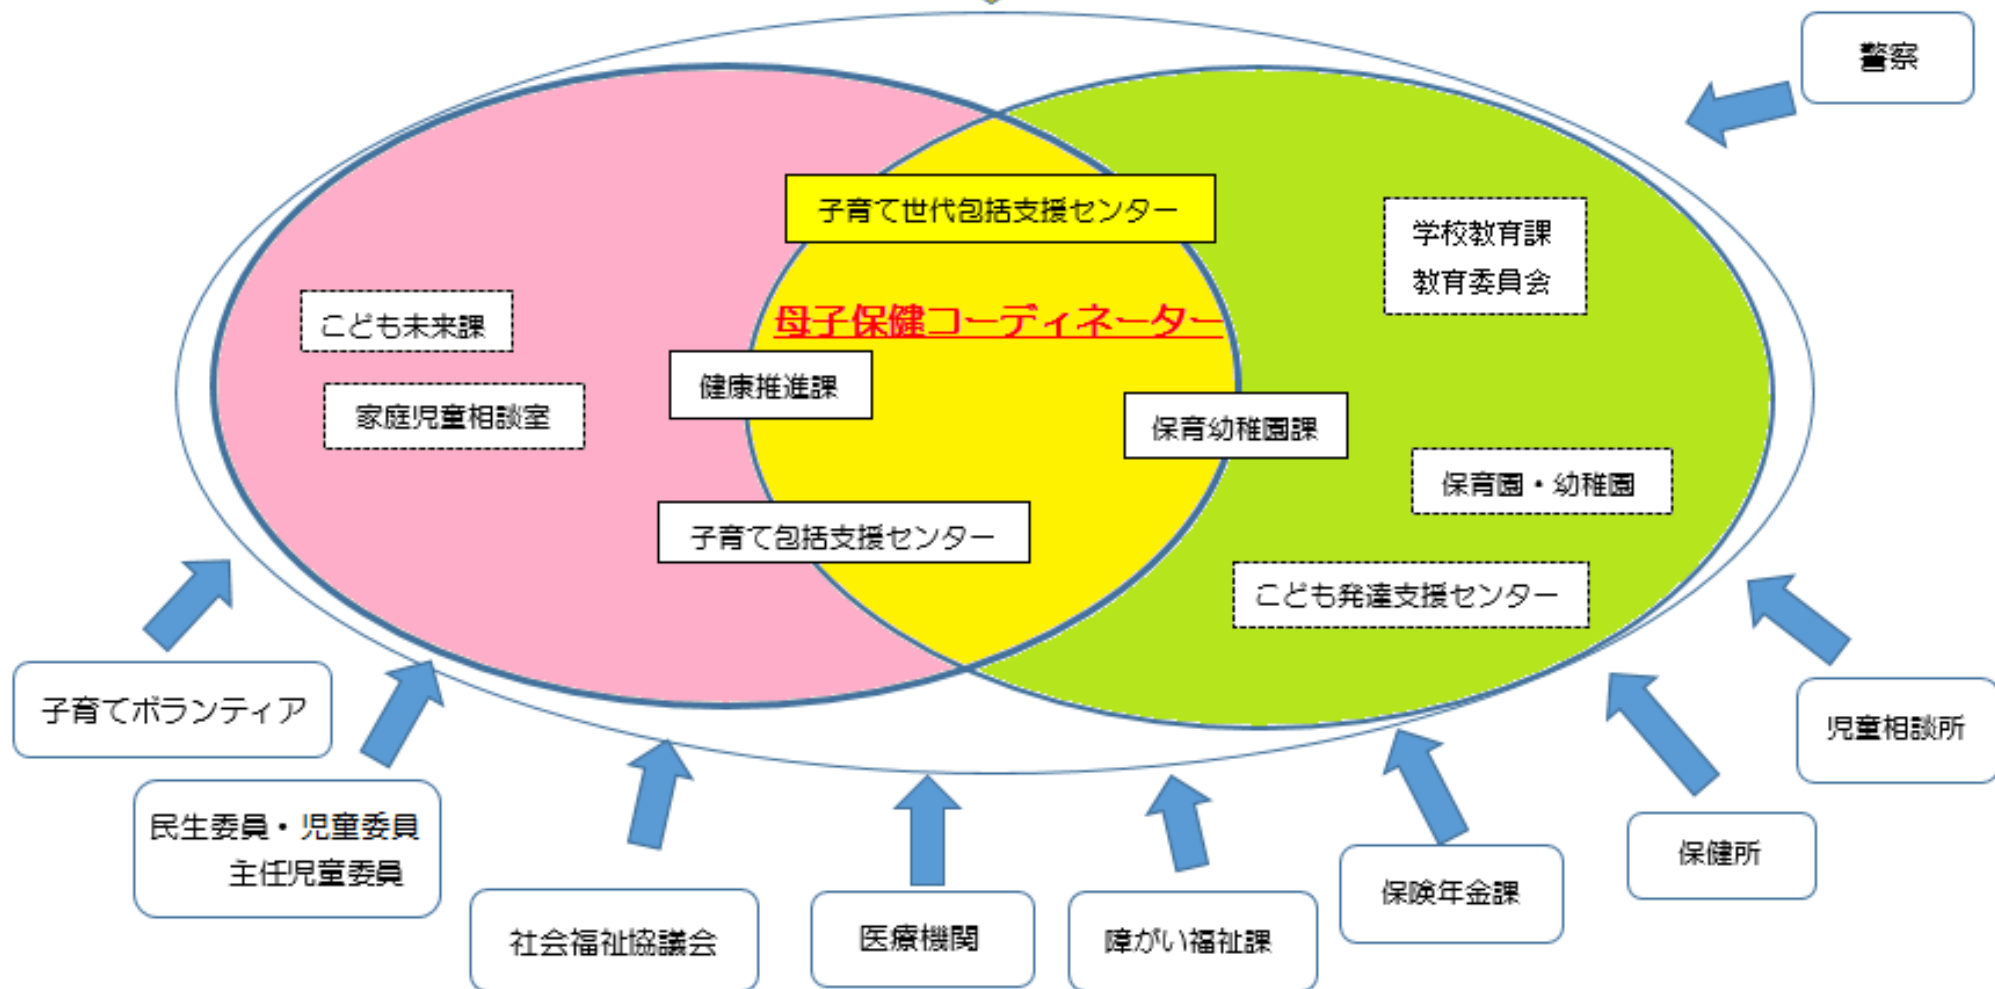 警察
子育て世代包括支援センター
学校教育課
教育委員会
母子保健コーディネーター
こども未来課
健康推進課
家庭児童相談室
保育幼稚園課
保育園・幼稚園
子育て包括支援センター
こども発達支援センター
子育てボランティア
児童相談所
民生委員・児童委員
主任児童委員
保健所
保険年金課
社会福祉協議会
医療機関
障がい福祉課